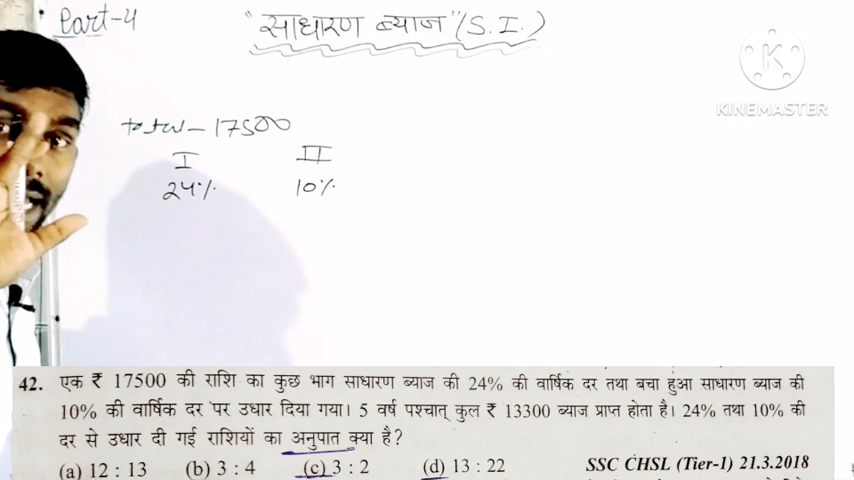 Part-4
"साधारण ब्याज" (S.I.)
KINEMASTER
total - 17500
I II
24% 10%
42. एक ₹ 17500 की राशि का कुछ भाग साधारण ब्याज की 24% की वार्षिक दर तथा बचा हुआ साधारण ब्याज की
10% की वार्षिक दर पर उधार दिया गया। 5 वर्ष पश्चात् कुल ₹ 13300 ब्याज प्राप्त होता है। 24% तथा 10% की
दर से उधार दी गई राशियों का अनुपात क्या है?
(a) 12 : 13 (b) 3 : 4 (c) 3 : 2 (d) 13 : 22 SSC CHSL (Tier-1) 21.3.2018